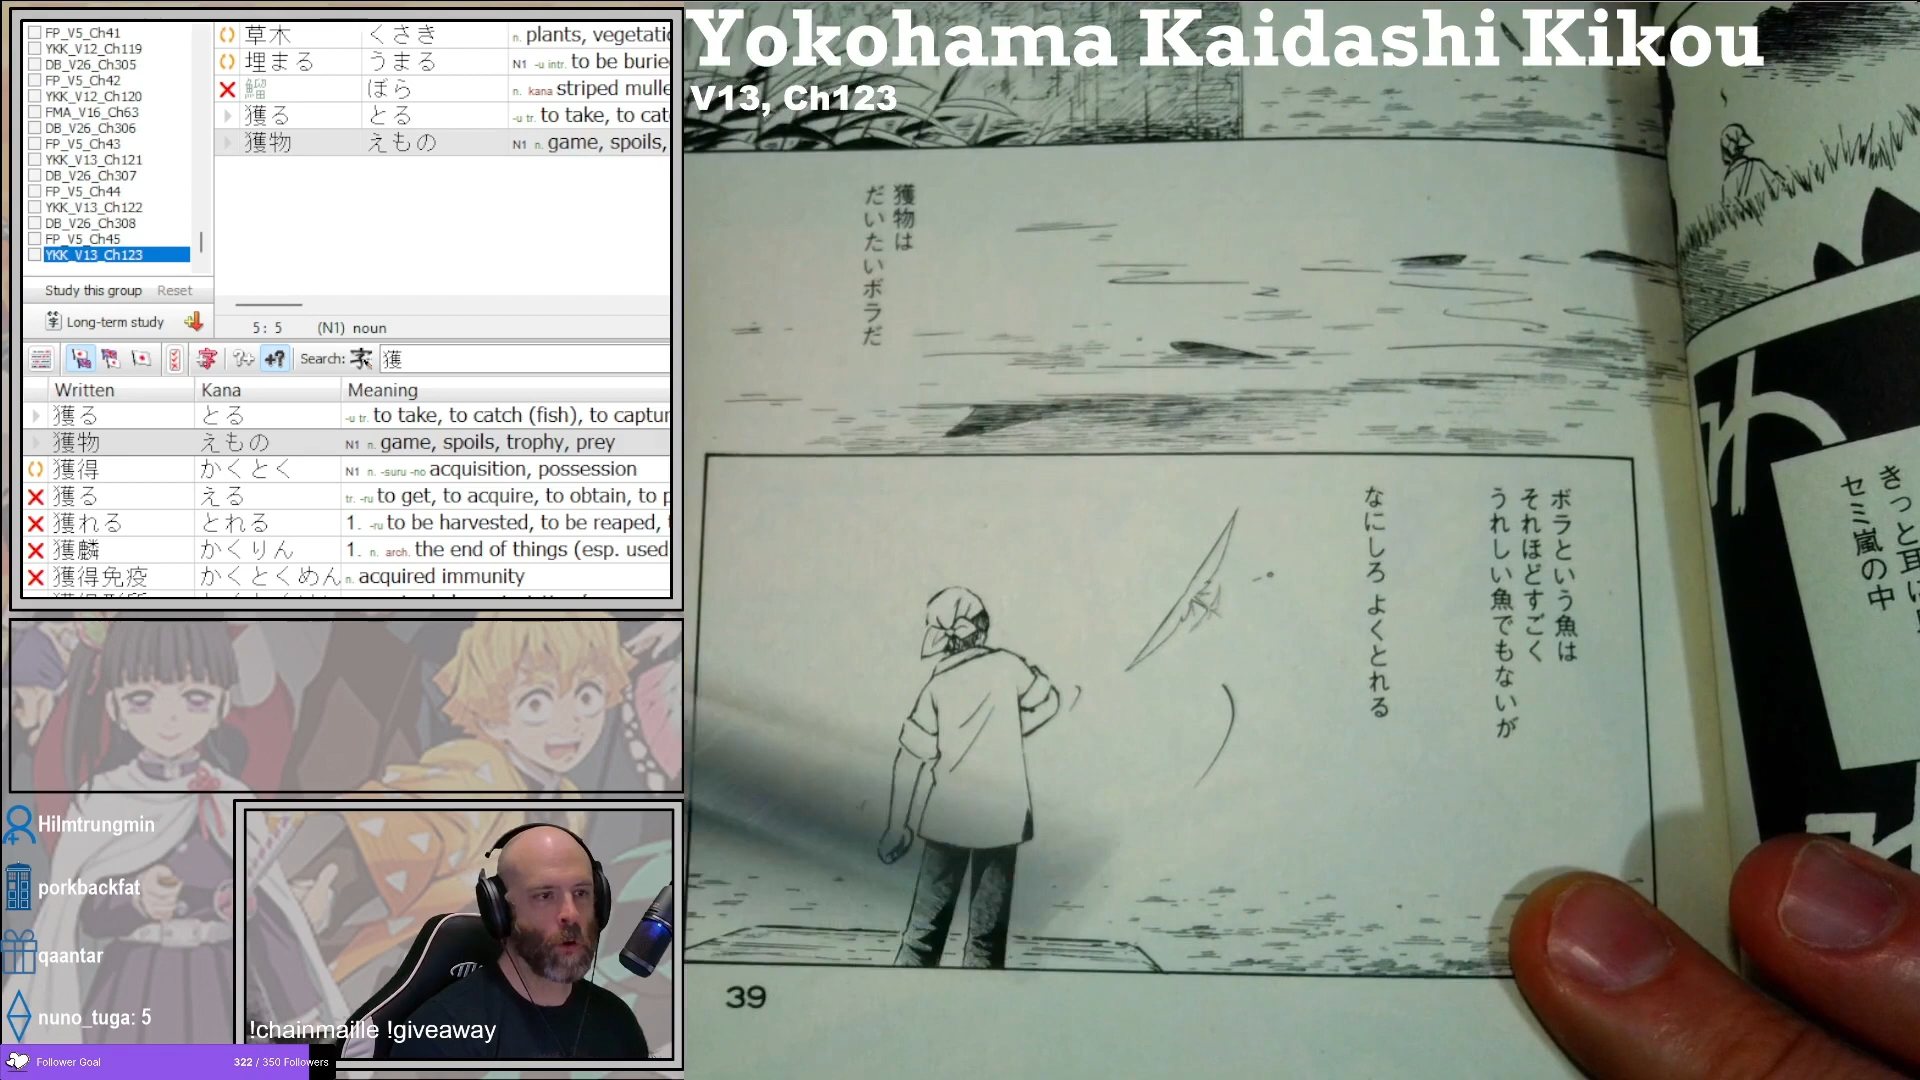 FP_V5_Ch41
YKK_V12_Ch119
DB_V26_Ch305
FP_V5_Ch42
YKK_V12_Ch120
FMA_V16_Ch63
DB_V26_Ch306
FP_V5_Ch43
YKK_V13_Ch121
DB_V26_Ch307
FP_V5_Ch44
YKK_V13_Ch122
DB_V26_Ch308
FP_V5_Ch45
YKK_V13_Ch123
Study this group Reset
Long-term study
草木 くさき n. plants, vegetatio
埋まる うまる N1 -u intr. to be burie
鯔 ぼら n. kana striped mulle
獲る とる -u tr. to take, to cat
獲物 えもの N1 n. game, spoils,
5: 5 (N1) noun
Search: 獲
Written Kana Meaning
獲る とる -u tr. to take, to catch (fish), to captur
獲物 えもの N1 n. game, spoils, trophy, prey
獲得 かくとく N1 n. -suru -no acquisition, possession
獲る える tr. -ru to get, to acquire, to obtain, to p
獲れる とれる 1. -ru to be harvested, to be reaped,
獲麟 かくりん 1. n. arch. the end of things (esp. used
獲得免疫 かくとくめん n. acquired immunity
Hilmtrungmin
porkbackfat
qaantar
nuno_tuga: 5
!chainmaille !giveaway
Follower Goal 322 / 350 Followers
Yokohama Kaidashi Kikou
V13, Ch123
獲物は
だいたいボラだ
ボラという魚は
それほどすごく
うれしい魚でもないが
なにしろ よくとれる
39
セミ嵐の中